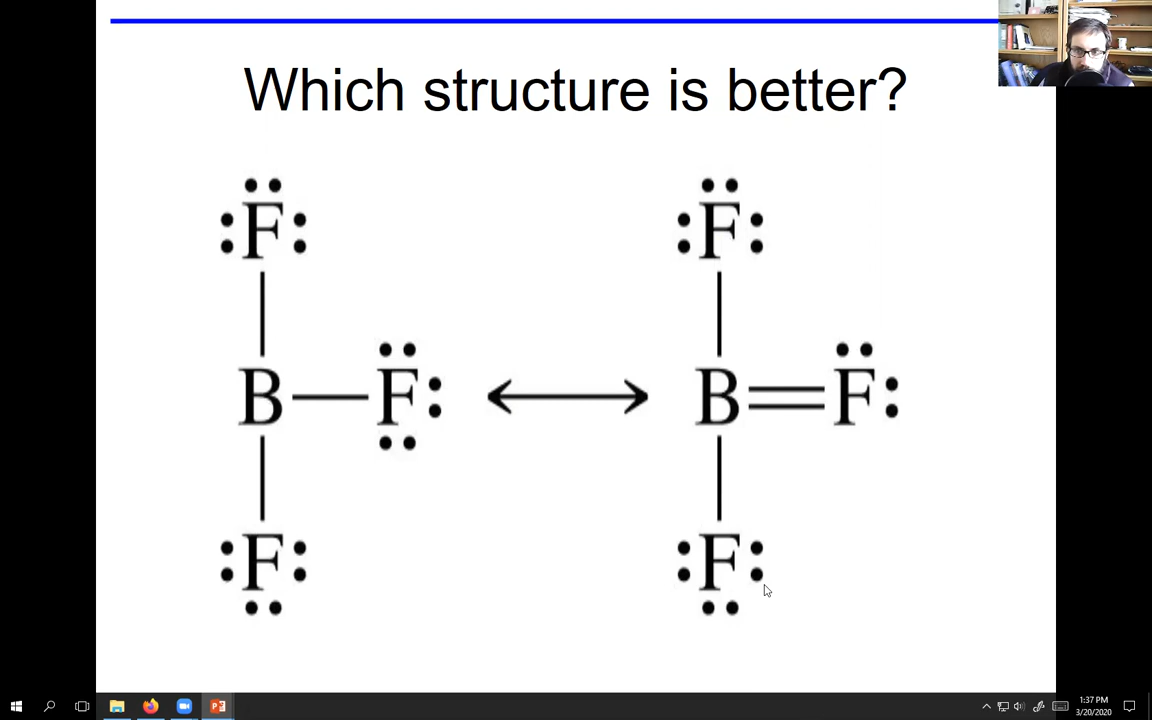 Which structure is better?
F F
B F B F
F F
1:37 PM
3/20/2020